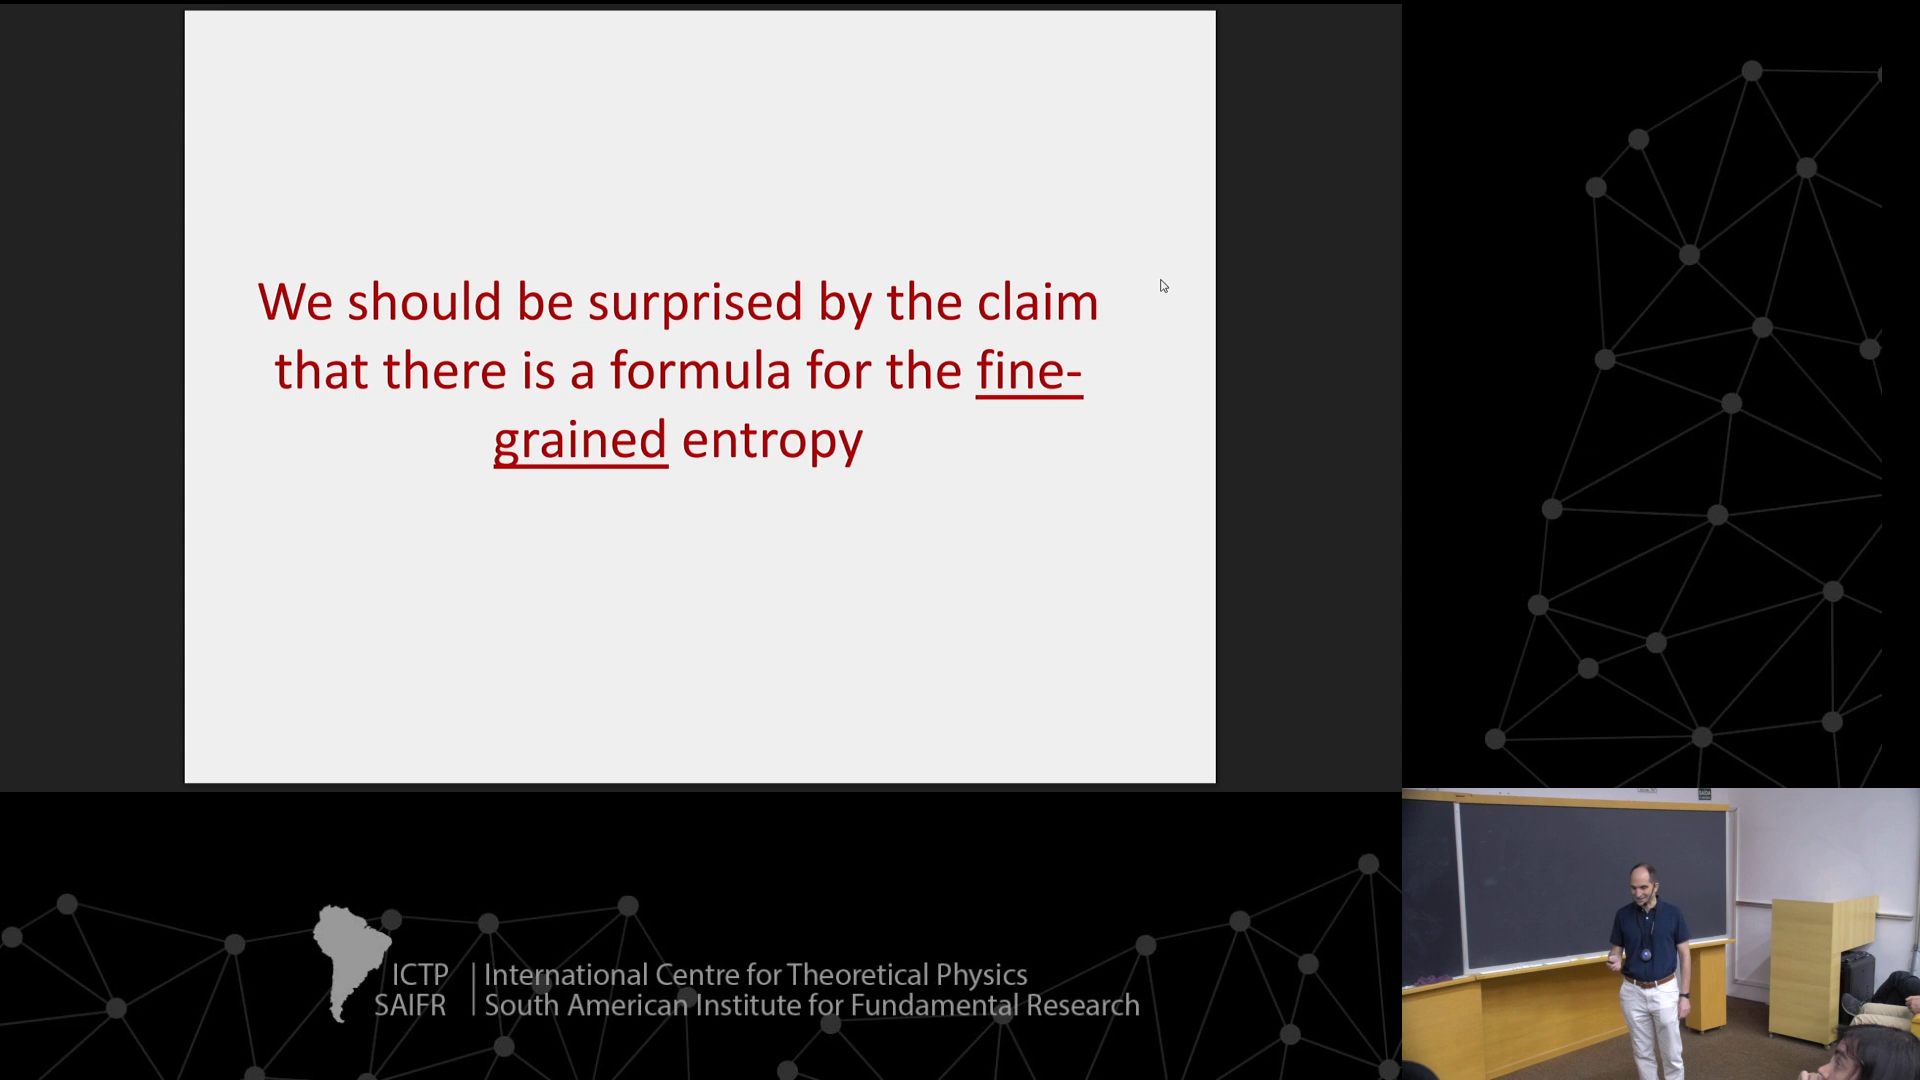 We should be surprised by the claim
that there is a formula for the fine-
grained entropy
ICTP | International Centre for Theoretical Physics
SAIFR | South American Institute for Fundamental Research